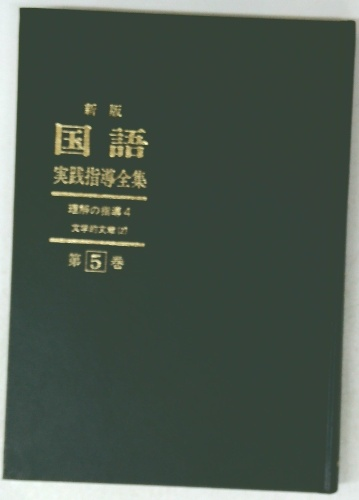 新版
国語
実践指導全集
理解の指導4
文学的文章(2)
第5巻